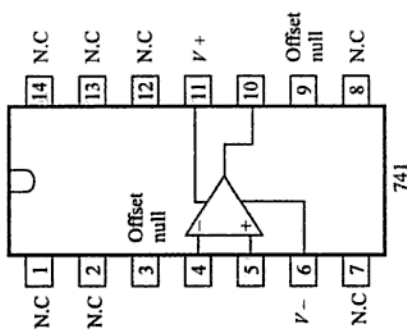 N.C 1
N.C 2
Offset
null
3
4 −
5 +
V − 6
N.C 7
14 N.C
13 N.C
12 N.C
11 V +
10
9 Offset
null
8 N.C
741